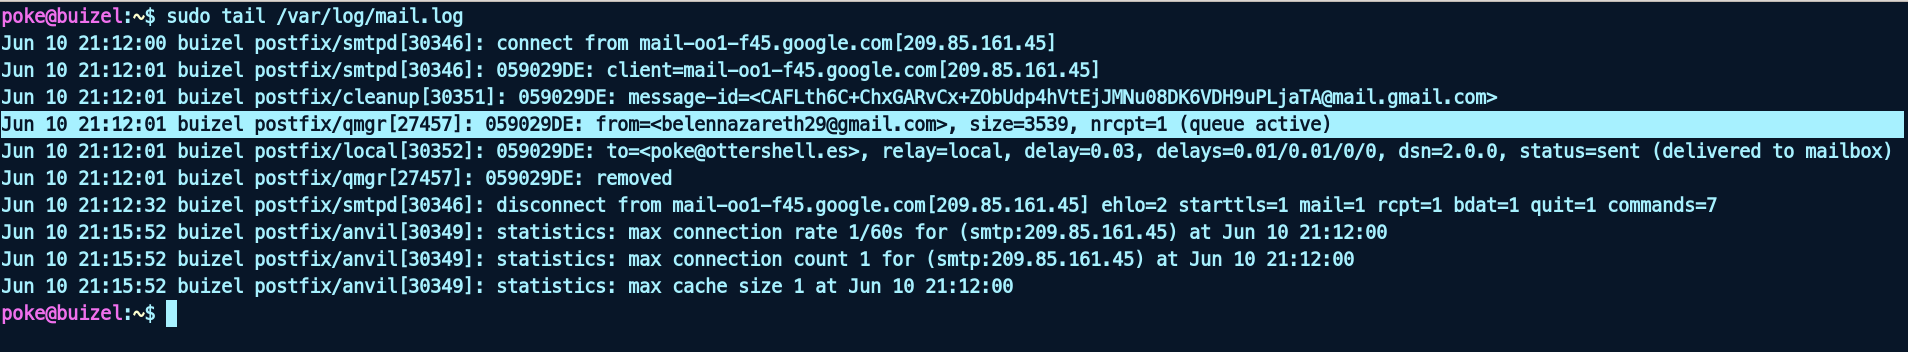 poke@buizel:~$ sudo tail /var/log/mail.log
Jun 10 21:12:00 buizel postfix/smtpd[30346]: connect from mail-oo1-f45.google.com[209.85.161.45]
Jun 10 21:12:01 buizel postfix/smtpd[30346]: 059029DE: client=mail-oo1-f45.google.com[209.85.161.45]
Jun 10 21:12:01 buizel postfix/cleanup[30351]: 059029DE: message-id=<CAFLth6C+ChxGARvCx+ZObUdp4hVtEjJMNu08DK6VDH9uPLjaTA@mail.gmail.com>
Jun 10 21:12:01 buizel postfix/qmgr[27457]: 059029DE: from=<belennazareth29@gmail.com>, size=3539, nrcpt=1 (queue active)
Jun 10 21:12:01 buizel postfix/local[30352]: 059029DE: to=<poke@ottershell.es>, relay=local, delay=0.03, delays=0.01/0.01/0/0, dsn=2.0.0, status=sent (delivered to mailbox)
Jun 10 21:12:01 buizel postfix/qmgr[27457]: 059029DE: removed
Jun 10 21:12:32 buizel postfix/smtpd[30346]: disconnect from mail-oo1-f45.google.com[209.85.161.45] ehlo=2 starttls=1 mail=1 rcpt=1 bdat=1 quit=1 commands=7
Jun 10 21:15:52 buizel postfix/anvil[30349]: statistics: max connection rate 1/60s for (smtp:209.85.161.45) at Jun 10 21:12:00
Jun 10 21:15:52 buizel postfix/anvil[30349]: statistics: max connection count 1 for (smtp:209.85.161.45) at Jun 10 21:12:00
Jun 10 21:15:52 buizel postfix/anvil[30349]: statistics: max cache size 1 at Jun 10 21:12:00
poke@buizel:~$